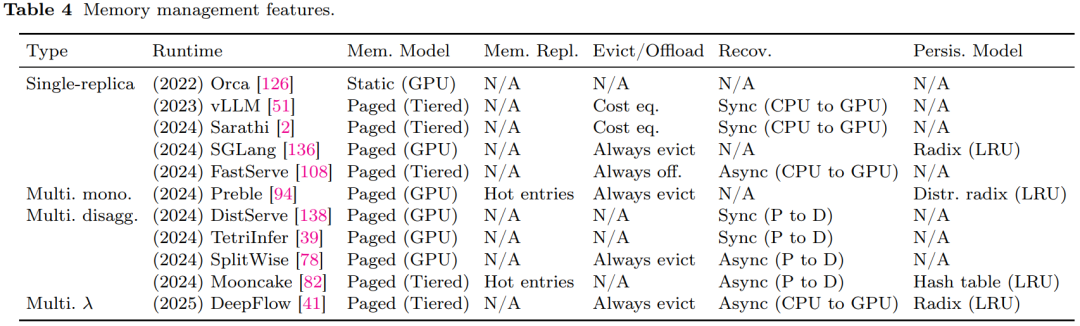 Table 4 Memory management features.
Type Runtime Mem. Model Mem. Repl. Evict/Offload Recov. Persis. Model
Single-replica (2022) Orca [126] Static (GPU) N/A N/A N/A N/A
(2023) vLLM [51] Paged (Tiered) N/A Cost eq. Sync (CPU to GPU) N/A
(2024) Sarathi [2] Paged (Tiered) N/A Cost eq. Sync (CPU to GPU) N/A
(2024) SGLang [136] Paged (GPU) N/A Always evict N/A Radix (LRU)
(2024) FastServe [108] Paged (Tiered) N/A Always off. Async (CPU to GPU) N/A
Multi. mono. (2024) Preble [94] Paged (GPU) Hot entries Always evict N/A Distr. radix (LRU)
Multi. disagg. (2024) DistServe [138] Paged (GPU) N/A N/A Sync (P to D) N/A
(2024) TetriInfer [39] Paged (GPU) N/A N/A Sync (P to D) N/A
(2024) SplitWise [78] Paged (GPU) N/A Always evict Async (P to D) N/A
(2024) Mooncake [82] Paged (Tiered) Hot entries N/A Async (P to D) Hash table (LRU)
Multi. λ (2025) DeepFlow [41] Paged (Tiered) N/A Always evict Async (CPU to GPU) Radix (LRU)